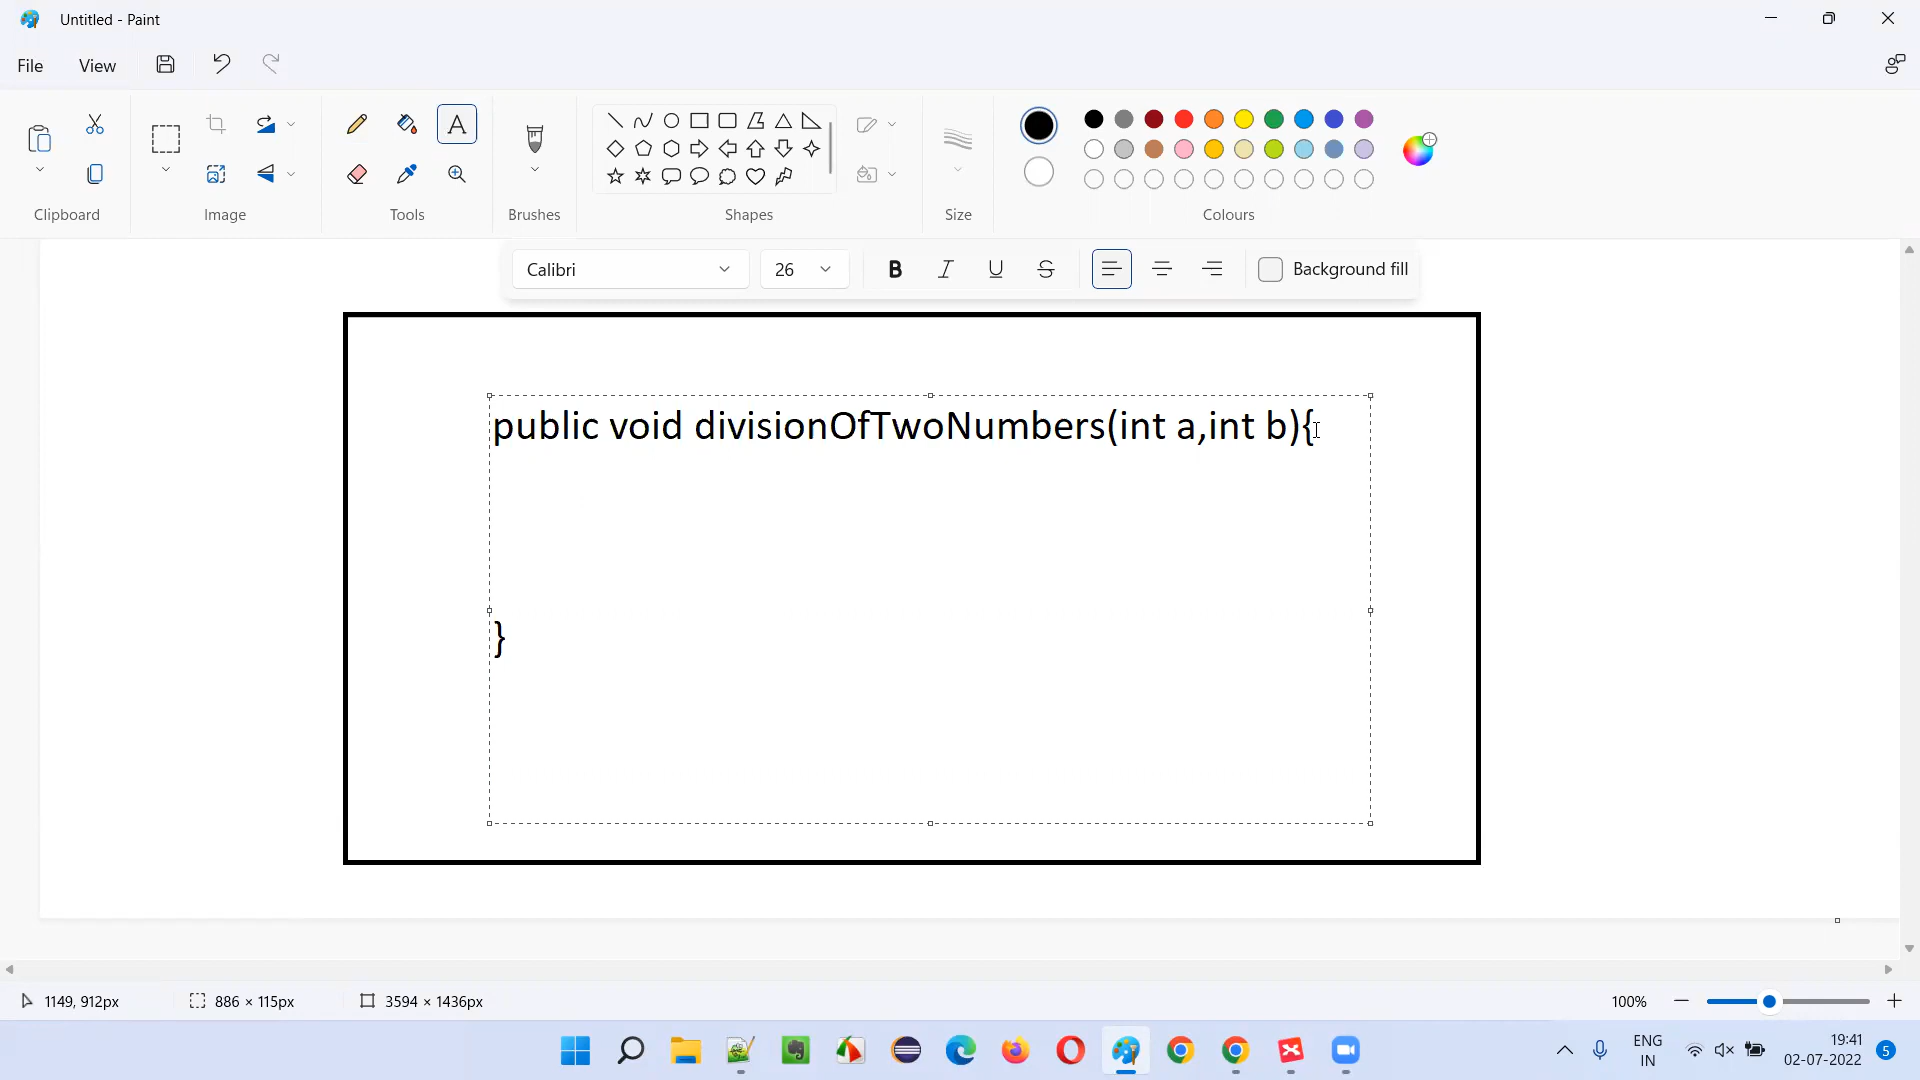 Untitled - Paint
File View
Clipboard
Image
Tools
Brushes
Shapes
Size
Colours
Calibri 26 B I U S Background fill
public void divisionOfTwoNumbers(int a,int b){
}
1149, 912px 886 × 115px 3594 × 1436px 100%
ENG 19:41
IN 02-07-2022 5